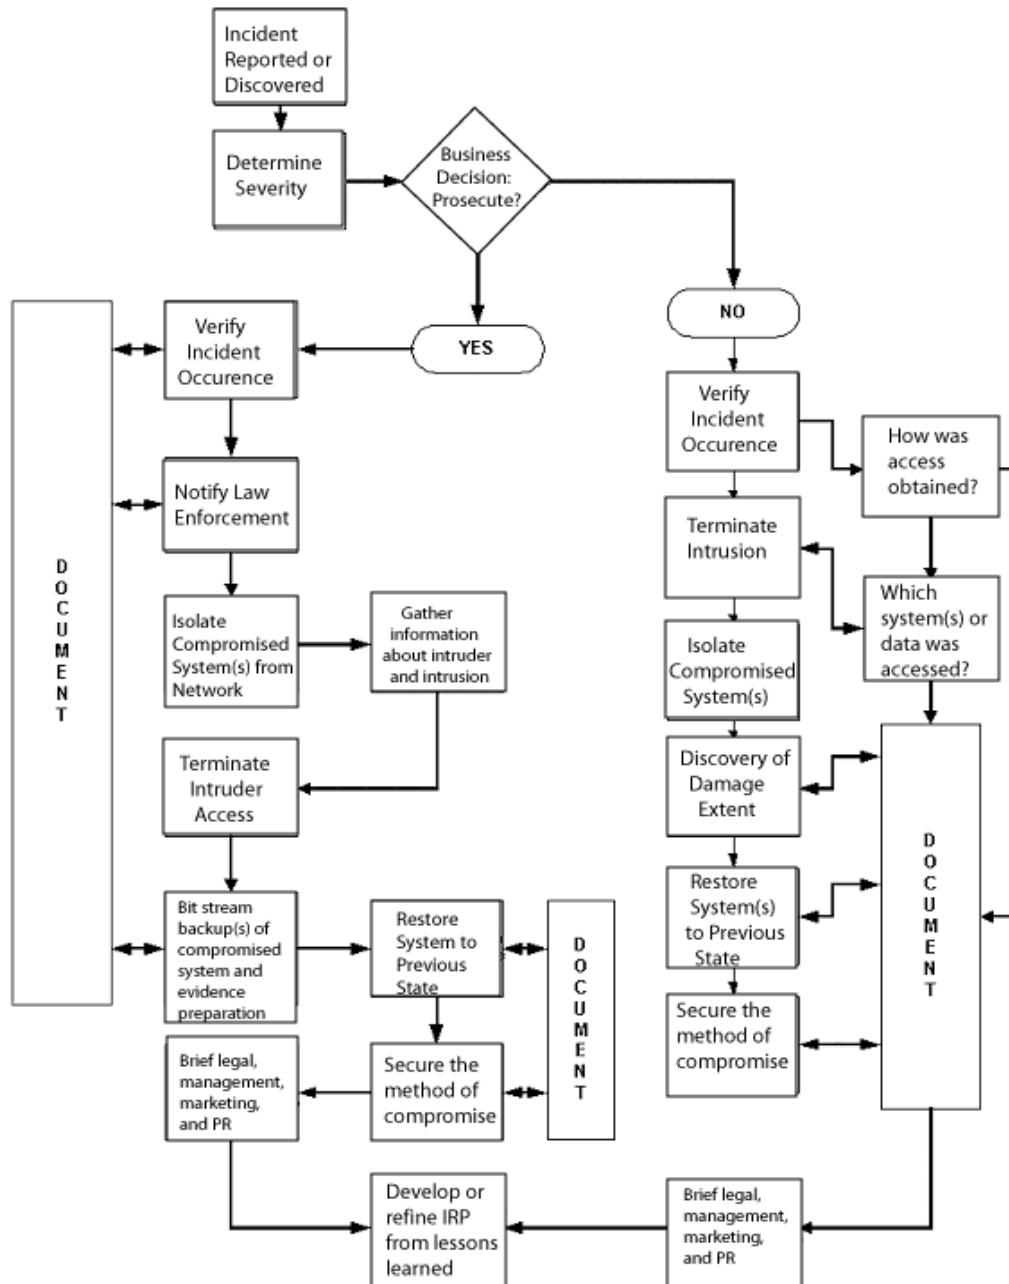 Incident
Reported or
Discovered
Determine
Severity
Business
Decision:
Prosecute?
YES
NO
Verify
Incident
Occurence
Notify Law
Enforcement
Isolate
Compromised
System(s) from
Network
Gather
information
about intruder
and intrusion
Terminate
Intruder
Access
Bit stream
backup(s) of
compromised
system and
evidence
preparation
Restore
System to
Previous
State
Secure the
method of
compromise
Brief legal,
management,
marketing,
and PR
DOCUMENT
DOCUMENT
Verify
Incident
Occurence
How was
access
obtained?
Terminate
Intrusion
Which
system(s) or
data was
accessed?
Isolate
Compromised
System(s)
Discovery of
Damage
Extent
Restore
System(s)
to Previous
State
Secure the
method of
compromise
DOCUMENT
Brief legal,
management,
marketing,
and PR
Develop or
refine IRP
from lessons
learned